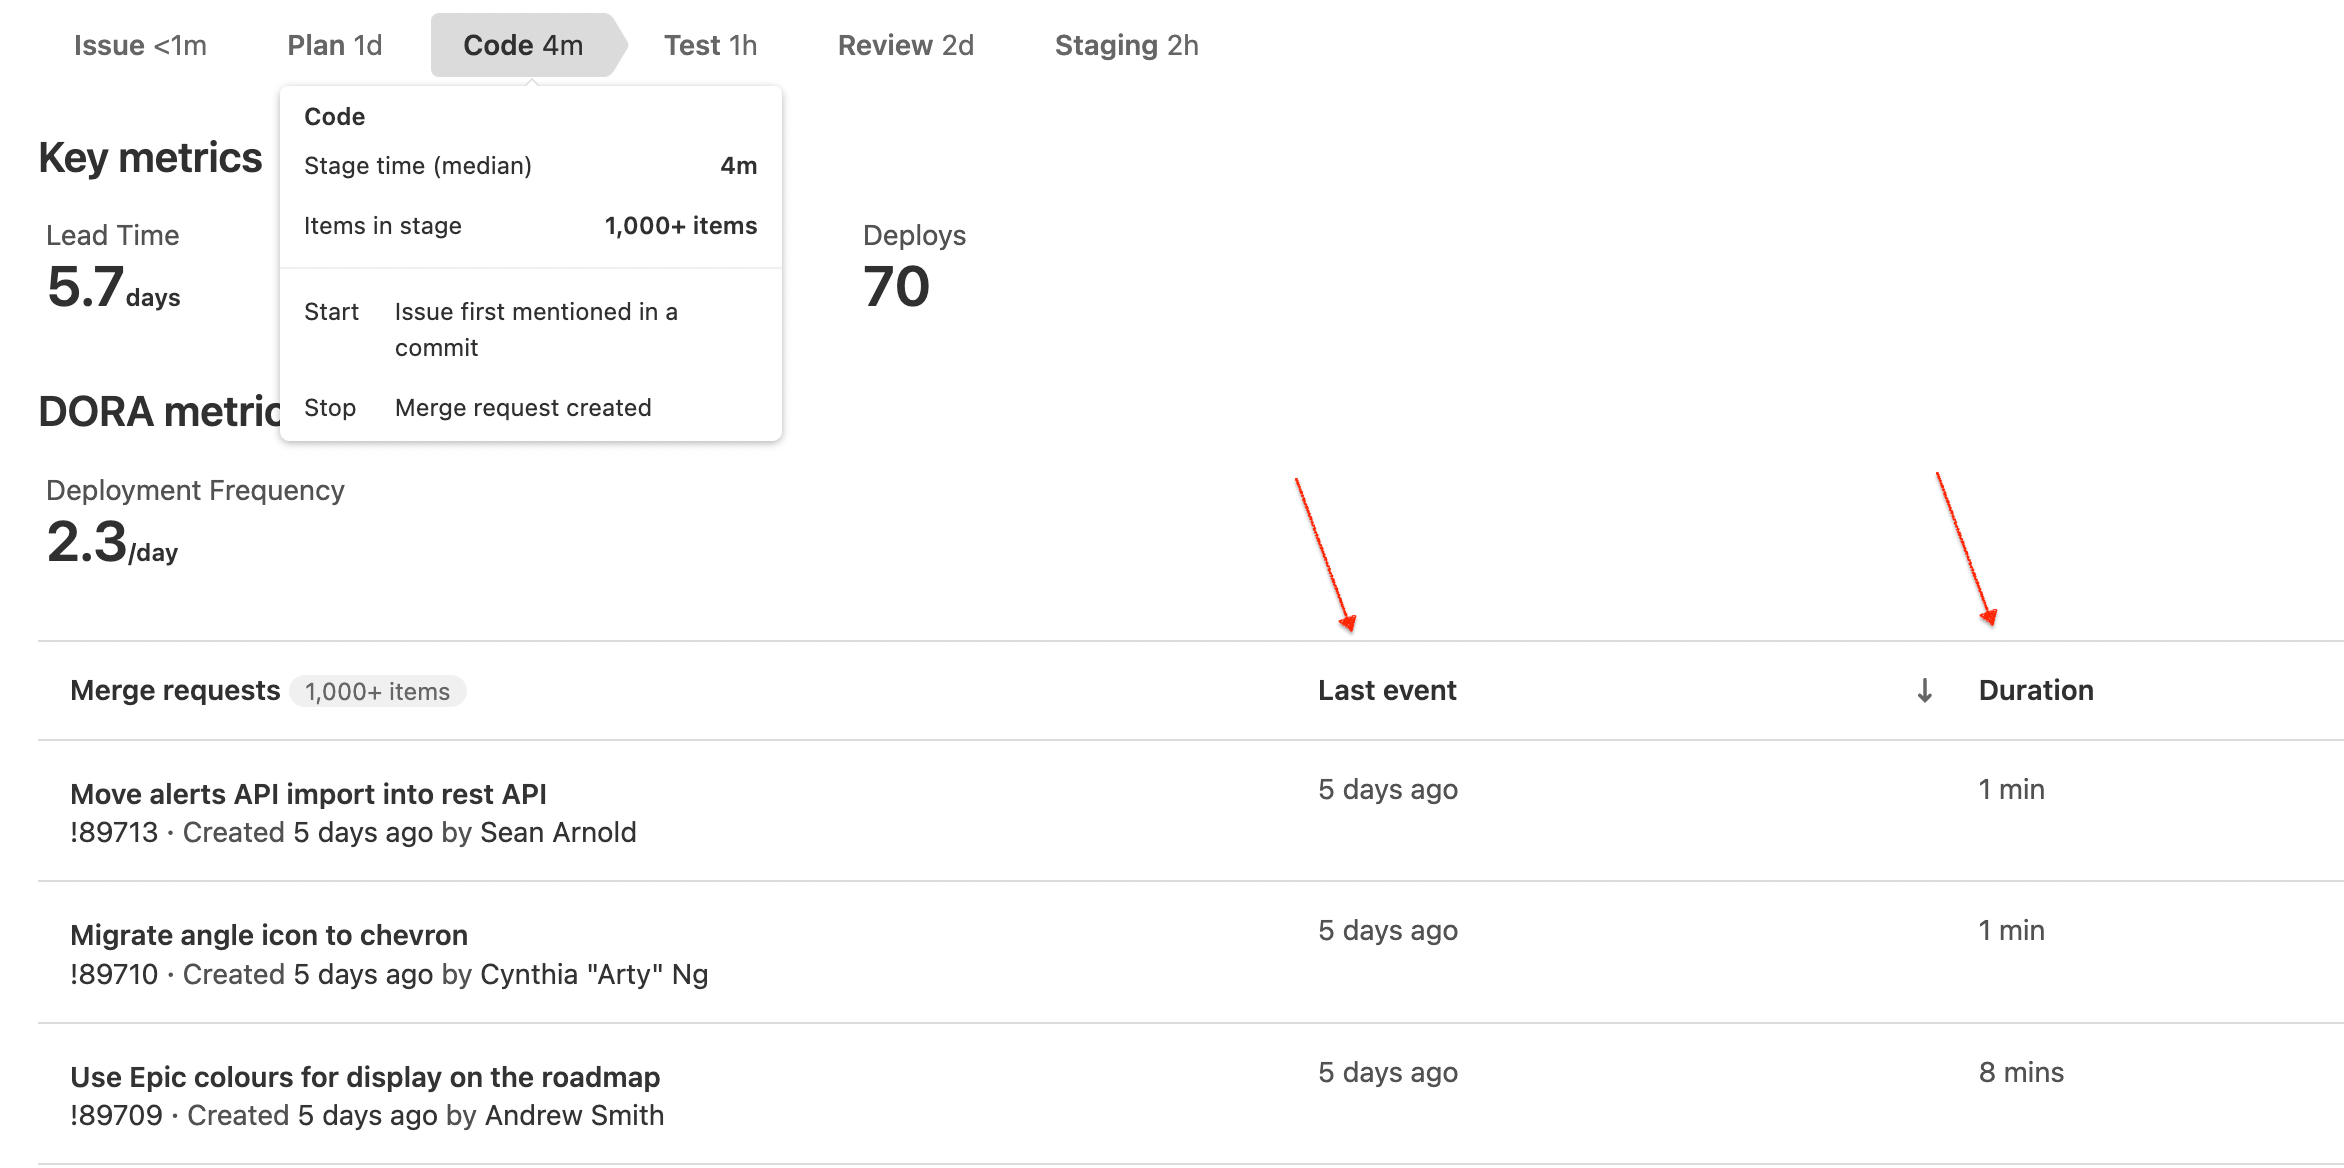 Issue <1m Plan 1d Code 4m Test 1h Review 2d Staging 2h
Code
Stage time (median) 4m
Items in stage 1,000+ items
Start Issue first mentioned in a
commit
Stop Merge request created
Key metrics
Lead Time
5.7 days
Deploys
70
DORA metric
Deployment Frequency
2.3 /day
Merge requests 1,000+ items Last event ↓ Duration
Move alerts API import into rest API 5 days ago 1 min
!89713 · Created 5 days ago by Sean Arnold
Migrate angle icon to chevron 5 days ago 1 min
!89710 · Created 5 days ago by Cynthia "Arty" Ng
Use Epic colours for display on the roadmap 5 days ago 8 mins
!89709 · Created 5 days ago by Andrew Smith